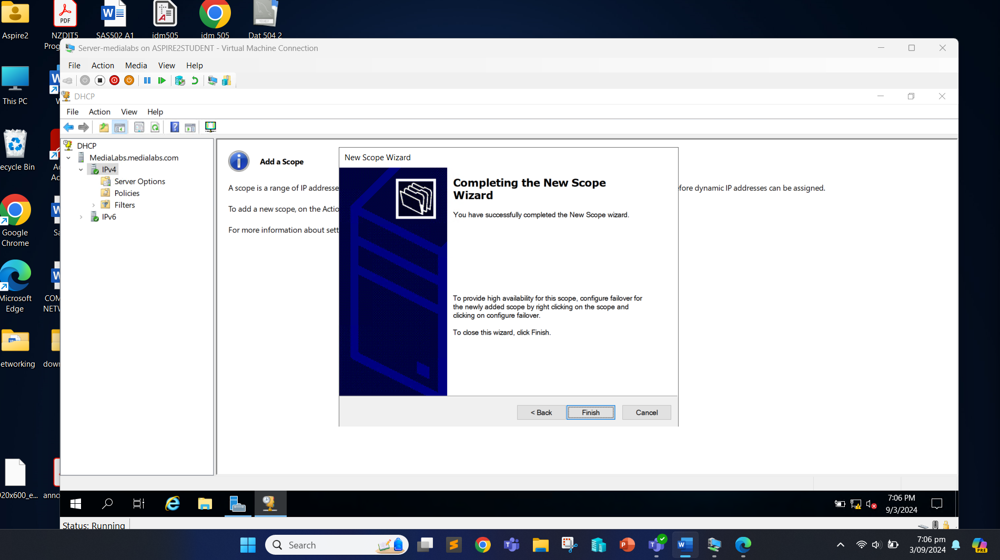 Aspire2
PDF
NZDIT5
Prog
W
SAS502 A1
A
idm505
idm 505
Dat 504 2
Server-medialabs on ASPIRE2STUDENT - Virtual Machine Connection
File Action Media View Help
DHCP
File Action View Help
This PC
W
W
ecycle Bin
Ac
Ac
Google
Chrome
W
Sa
Microsoft
Edge
W
COM
NETV
etworking
dowr
020x600_e...
anno
DHCP
MediaLabs.medialabs.com
IPv4
Server Options
Policies
Filters
IPv6
Add a Scope
A scope is a range of IP addresse
fore dynamic IP addresses can be assigned.
To add a new scope, on the Actio
For more information about sett
New Scope Wizard
Completing the New Scope
Wizard
You have successfully completed the New Scope wizard.
To provide high availability for this scope, configure failover for
the newly added scope by right clicking on the scope and
clicking on configure failover.
To close this wizard, click Finish.
< Back Finish Cancel
7:06 PM
9/3/2024
Status: Running
Search
7:06 pm
3/09/2024
PRE